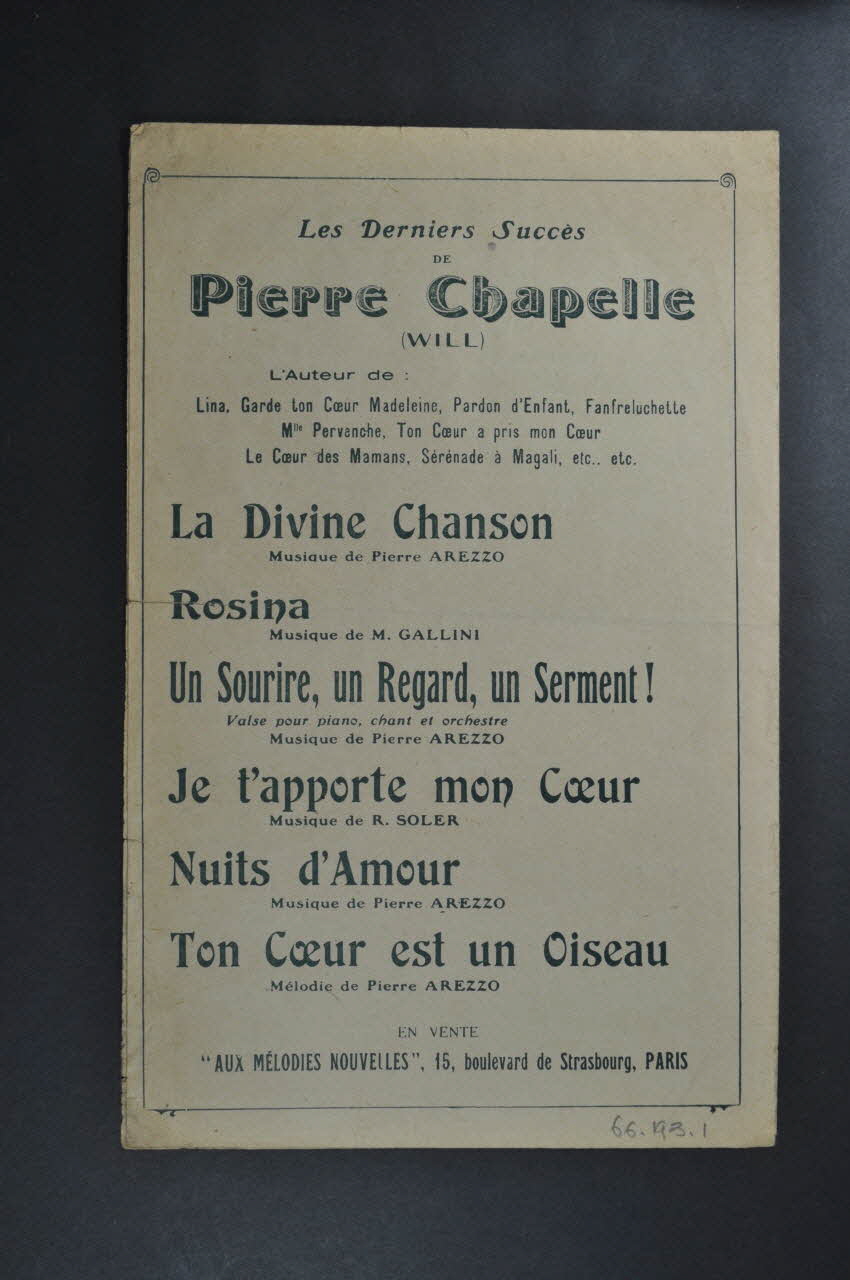 Les Derniers Succès
DE
Pierre Chapelle
(WILL)
L'Auteur de :
Lina, Garde ton Cœur Madeleine, Pardon d'Enfant, Fanfreluchette
Mlle Pervenche, Ton Cœur a pris mon Cœur
Le Cœur des Mamans, Sérénade à Magali, etc.. etc.
La Divine Chanson
Musique de Pierre AREZZO
Rosina
Musique de M. GALLINI
Un Sourire, un Regard, un Serment !
Valse pour piano, chant et orchestre
Musique de Pierre AREZZO
Je t'apporte mon Cœur
Musique de R. SOLER
Nuits d'Amour
Musique de Pierre AREZZO
Ton Cœur est un Oiseau
Mélodie de Pierre AREZZO
EN VENTE
"AUX MÉLODIES NOUVELLES", 15, boulevard de Strasbourg, PARIS
66.193.1